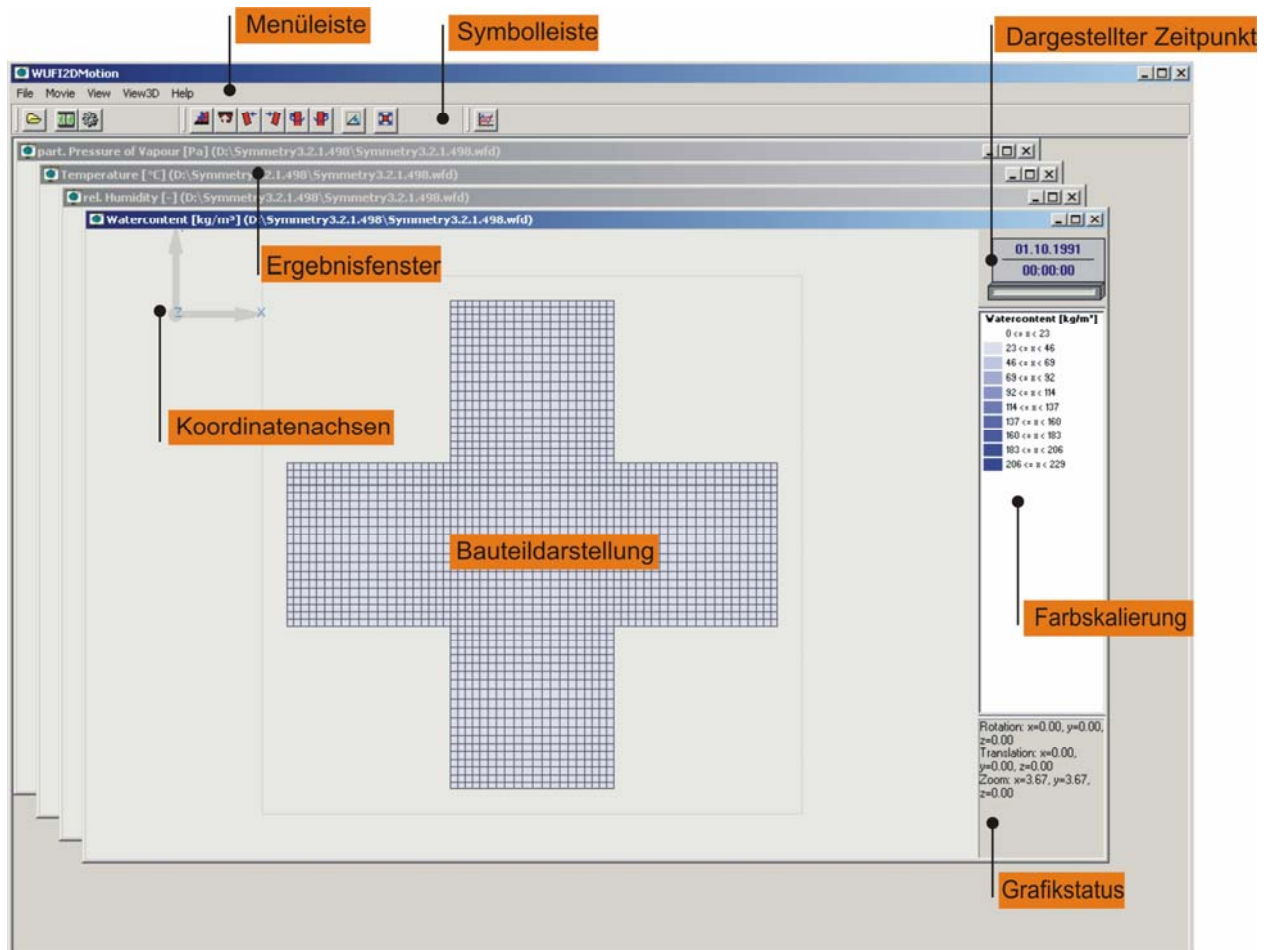 Menüleiste
Symbolleiste
Dargestellter Zeitpunkt
WUFI2DMotion
File Movie View View3D Help
part. Pressure of Vapour [Pa] (D:\Symmetry3.2.1.498\Symmetry3.2.1.498.wfd)
Temperature [°C] (D:\Symmetry3.2.1.498\Symmetry3.2.1.498.wfd)
rel. Humidity [-] (D:\Symmetry3.2.1.498\Symmetry3.2.1.498.wfd)
Watercontent [kg/m³] (D:\Symmetry3.2.1.498\Symmetry3.2.1.498.wfd)
Ergebnisfenster
01.10.1991
00:00:00
Z X
Koordinatenachsen
Watercontent [kg/m³]
0 <= x < 23
23 <= x < 46
46 <= x < 69
69 <= x < 92
92 <= x < 114
114 <= x < 137
137 <= x < 160
160 <= x < 183
183 <= x < 206
206 <= x < 229
Bauteildarstellung
Farbskalierung
Rotation: x=0.00, y=0.00,
z=0.00
Translation: x=0.00,
y=0.00, z=0.00
Zoom: x=3.67, y=3.67,
z=0.00
Grafikstatus